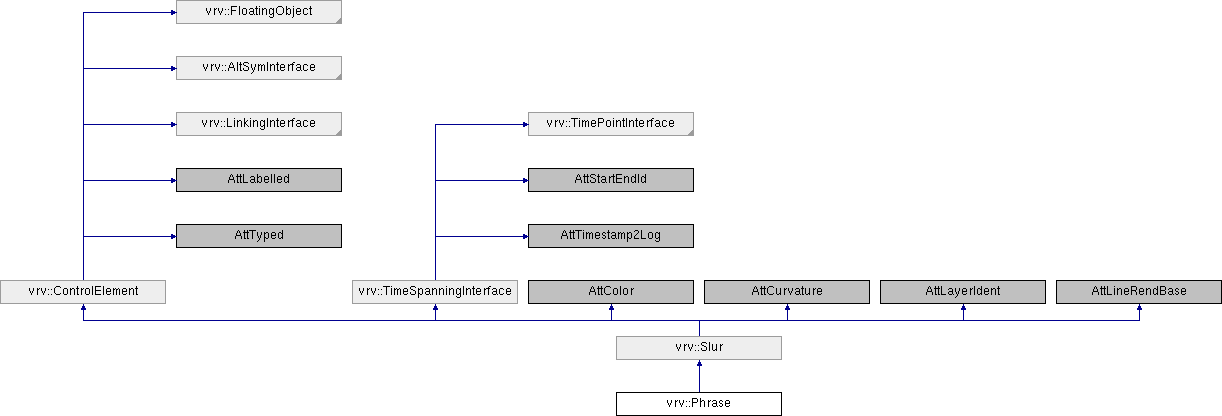 vrv::FloatingObject
vrv::AltSymInterface
vrv::LinkingInterface
vrv::TimePointInterface
AttLabelled
AttStartEndId
AttTyped
AttTimestamp2Log
vrv::ControlElement
vrv::TimeSpanningInterface
AttColor
AttCurvature
AttLayerIdent
AttLineRendBase
vrv::Slur
vrv::Phrase